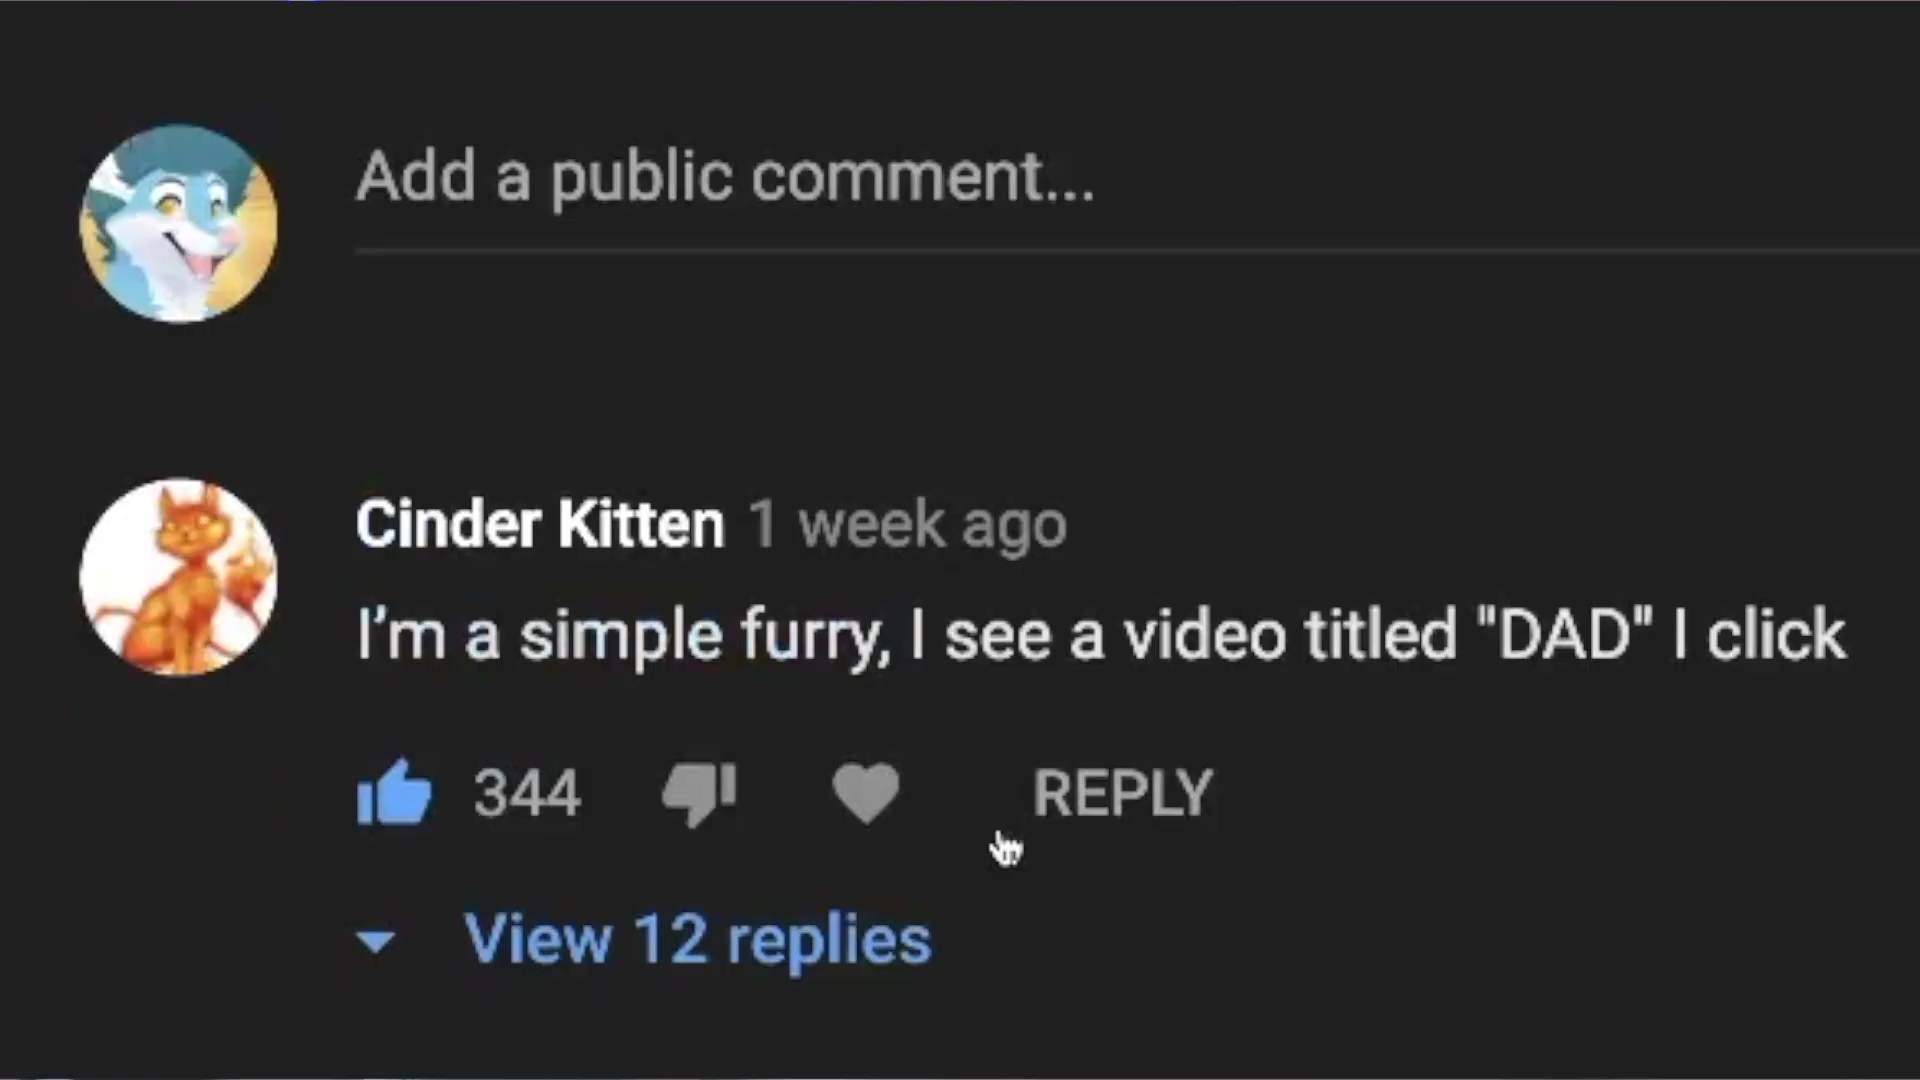 Add a public comment...
Cinder Kitten 1 week ago
I’m a simple furry, I see a video titled "DAD" I click
344 REPLY
View 12 replies